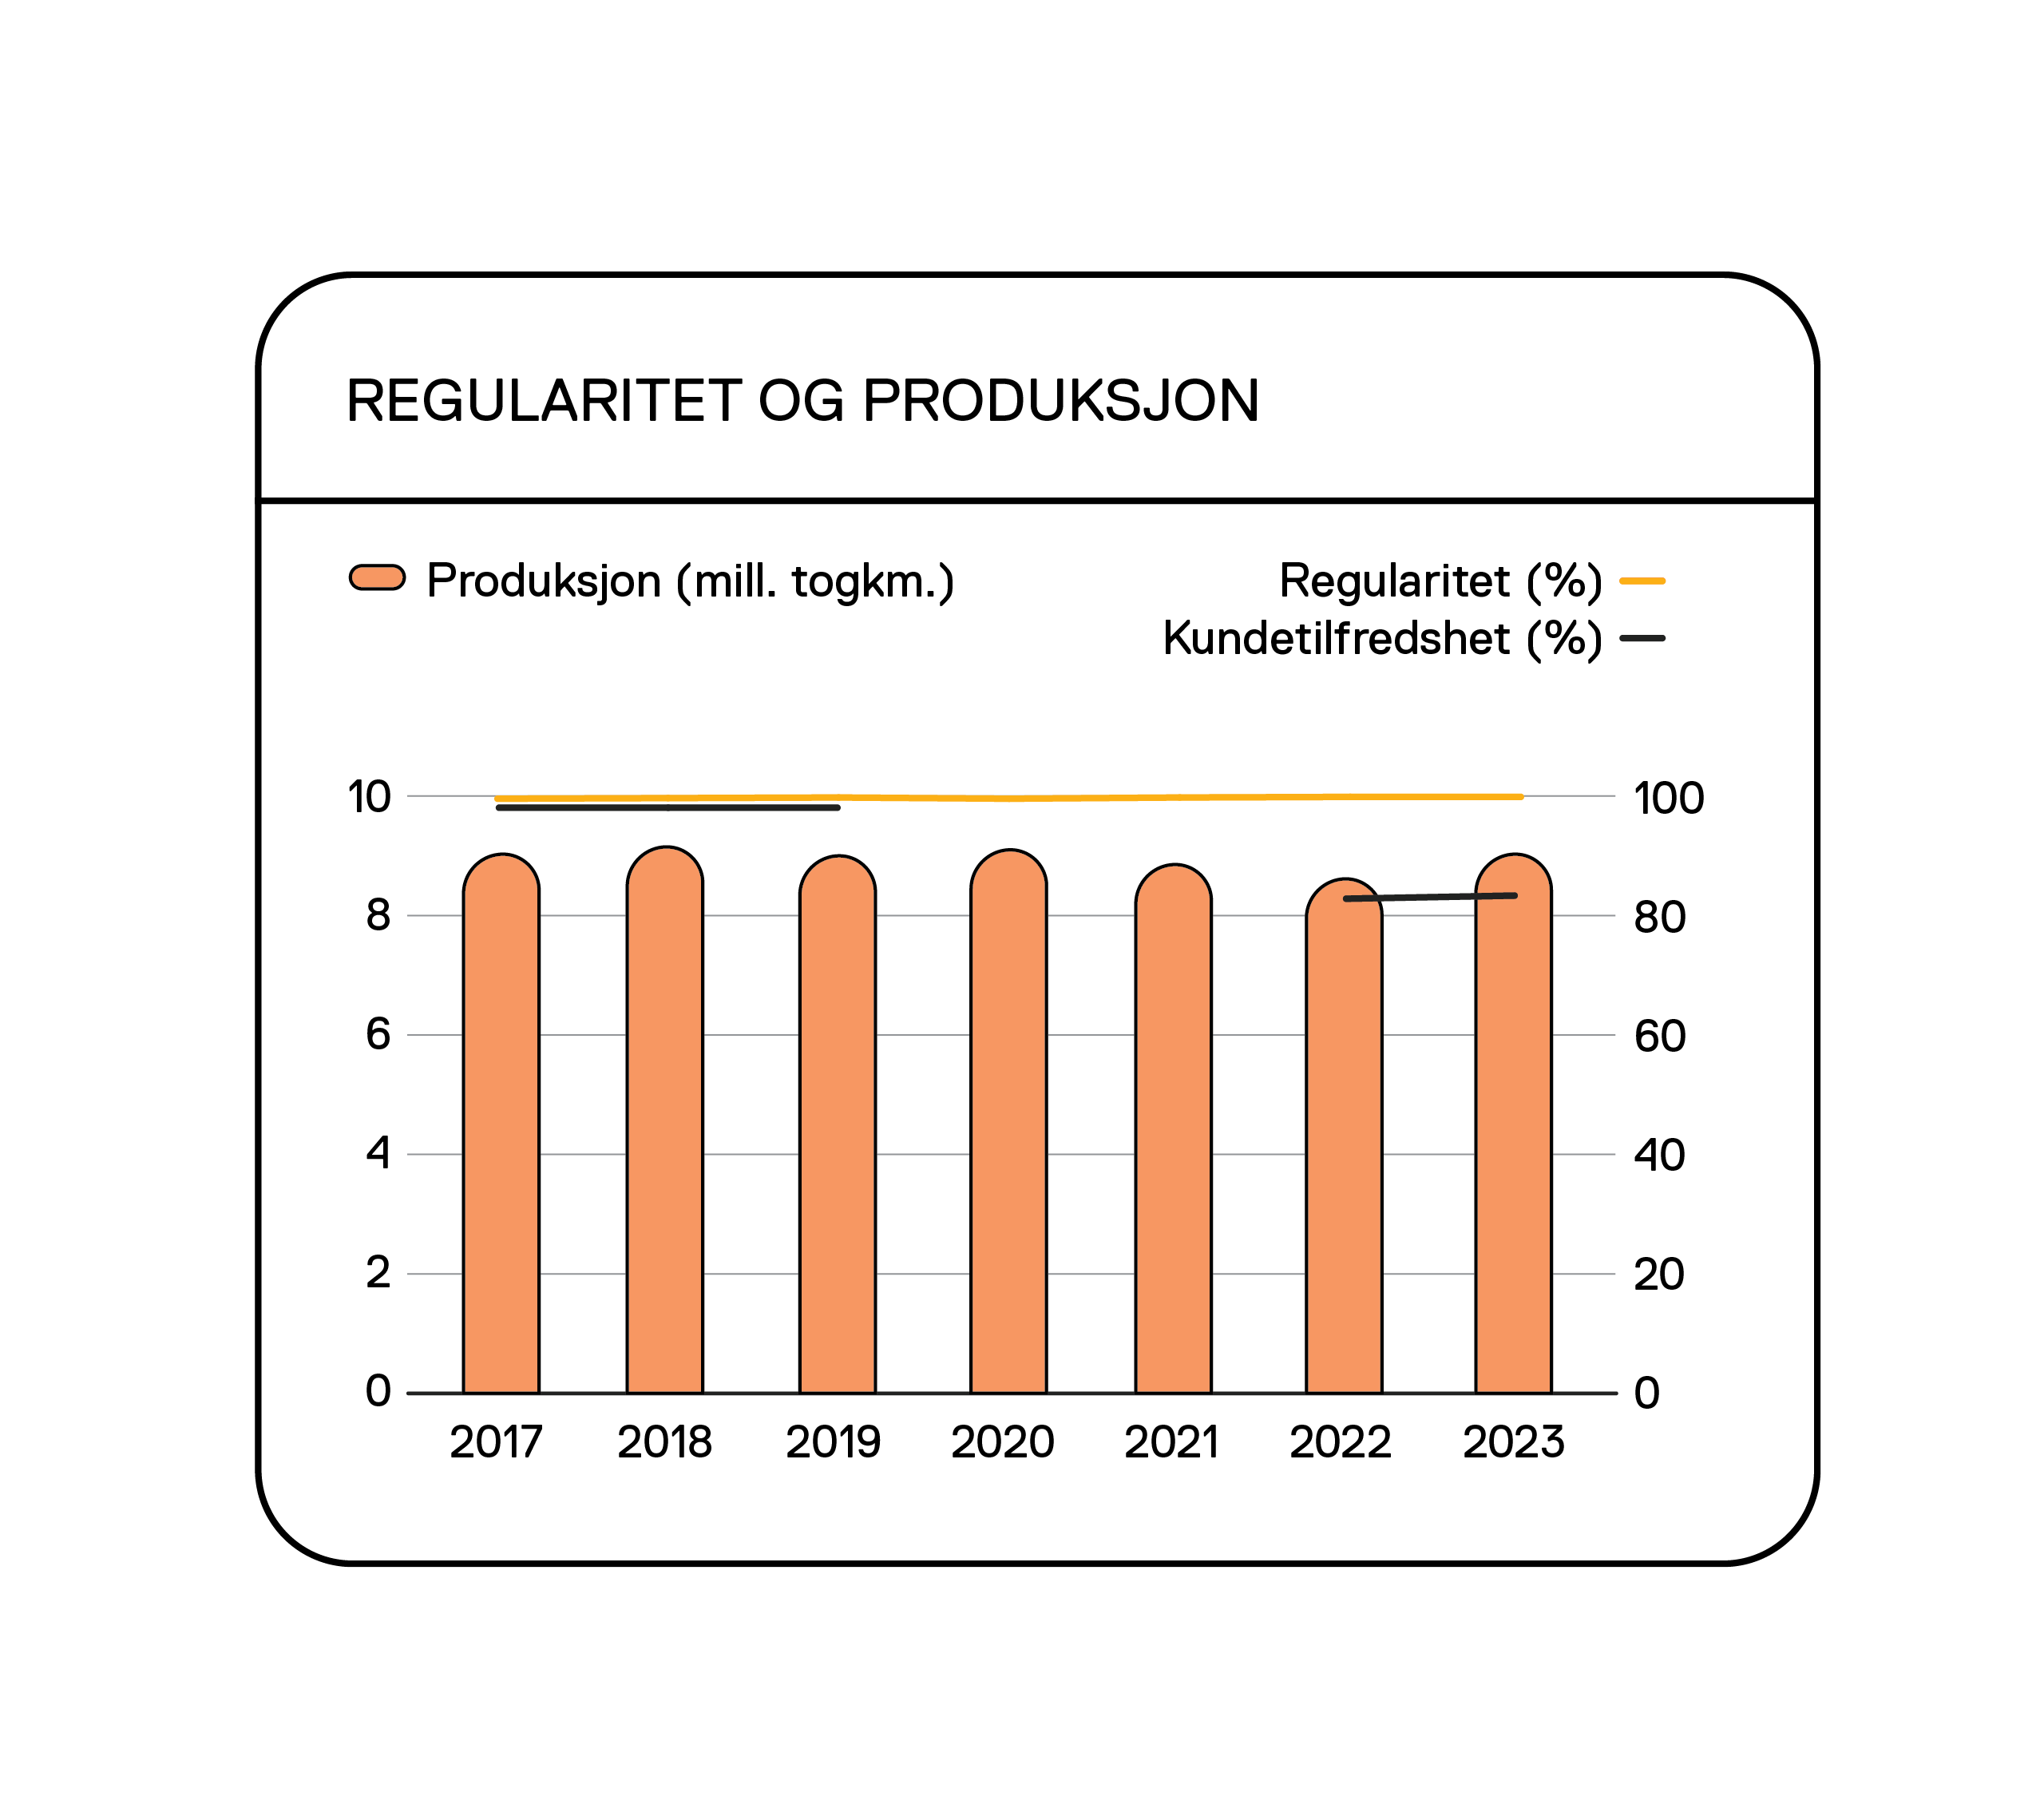 REGULARITET OG PRODUKSJON
Produksjon (mill. togkm.)
Regularitet (%)
Kundetilfredshet (%)
10 100
8 80
6 60
4 40
2 20
0 0
2017 2018 2019 2020 2021 2022 2023